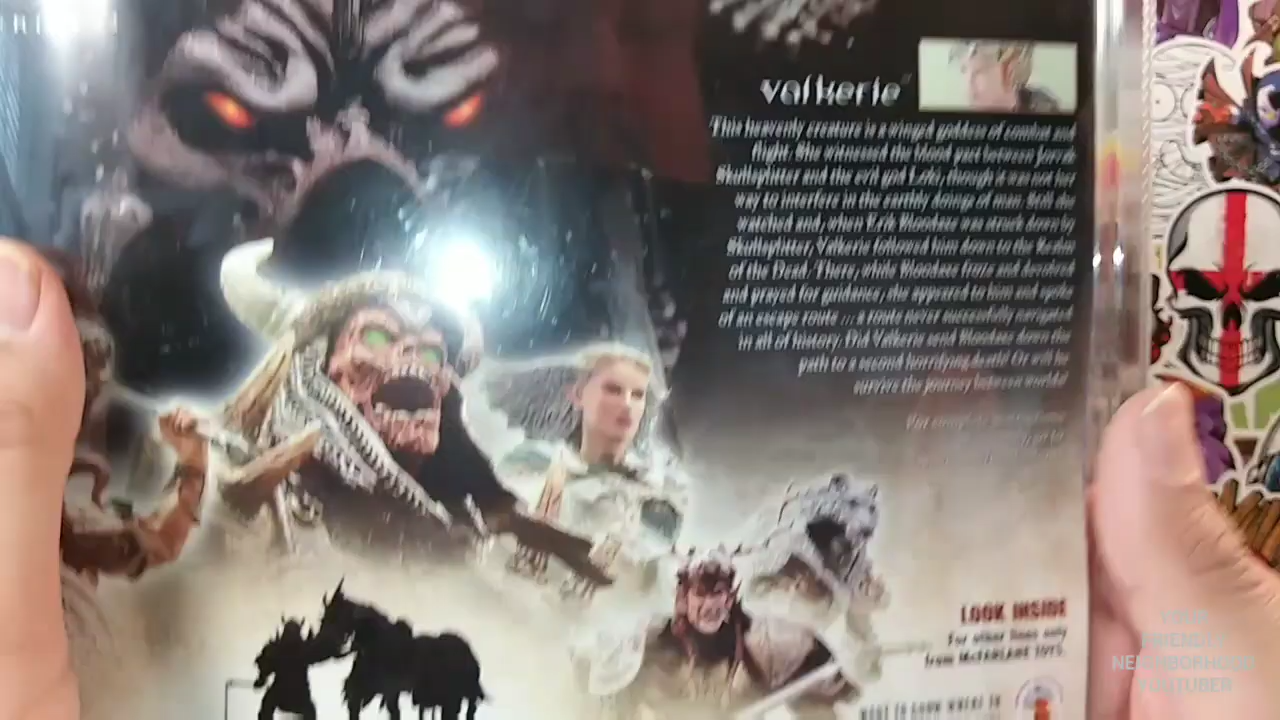 valkerie™
This heavenly creature is a winged goddess of combat and
flight. She witnessed the blood pact between
Skullsplitter and the evil god Loki, though it was not her
way to interfere in the earthly doings of man. Still she
watched and, when Erik Bloodaxe was struck down by
Skullsplitter, Valkerie followed him down to the Realm
of the Dead. There, while Bloodaxe
and prayed for guidance, she appeared to him and spoke
of an escape route ... a route never successfully navigated
in all of history. Did Valkerie send Bloodaxe down the
path to a second horrifying death? Or will he
survive the journey between worlds?
For complete
LOOK INSIDE
For other lines only
from McFARLANE TOYS.
YOUR
FRIENDLY
NEIGHBORHOOD
YOUTUBER